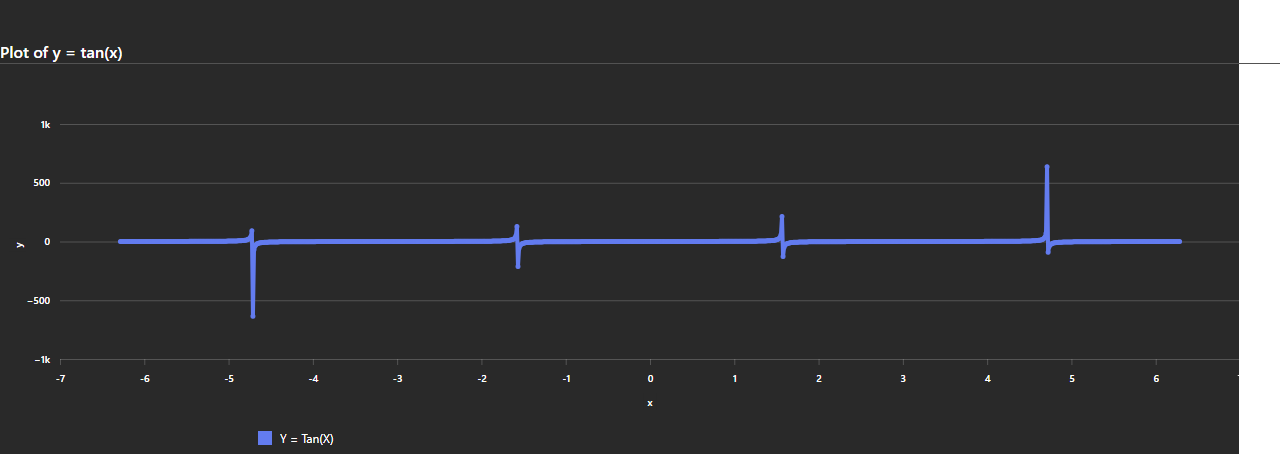 Plot of y = tan(x)
1k
500
0
−500
−1k
y
-7 -6 -5 -4 -3 -2 -1 0 1 2 3 4 5 6
x
Y = Tan(X)